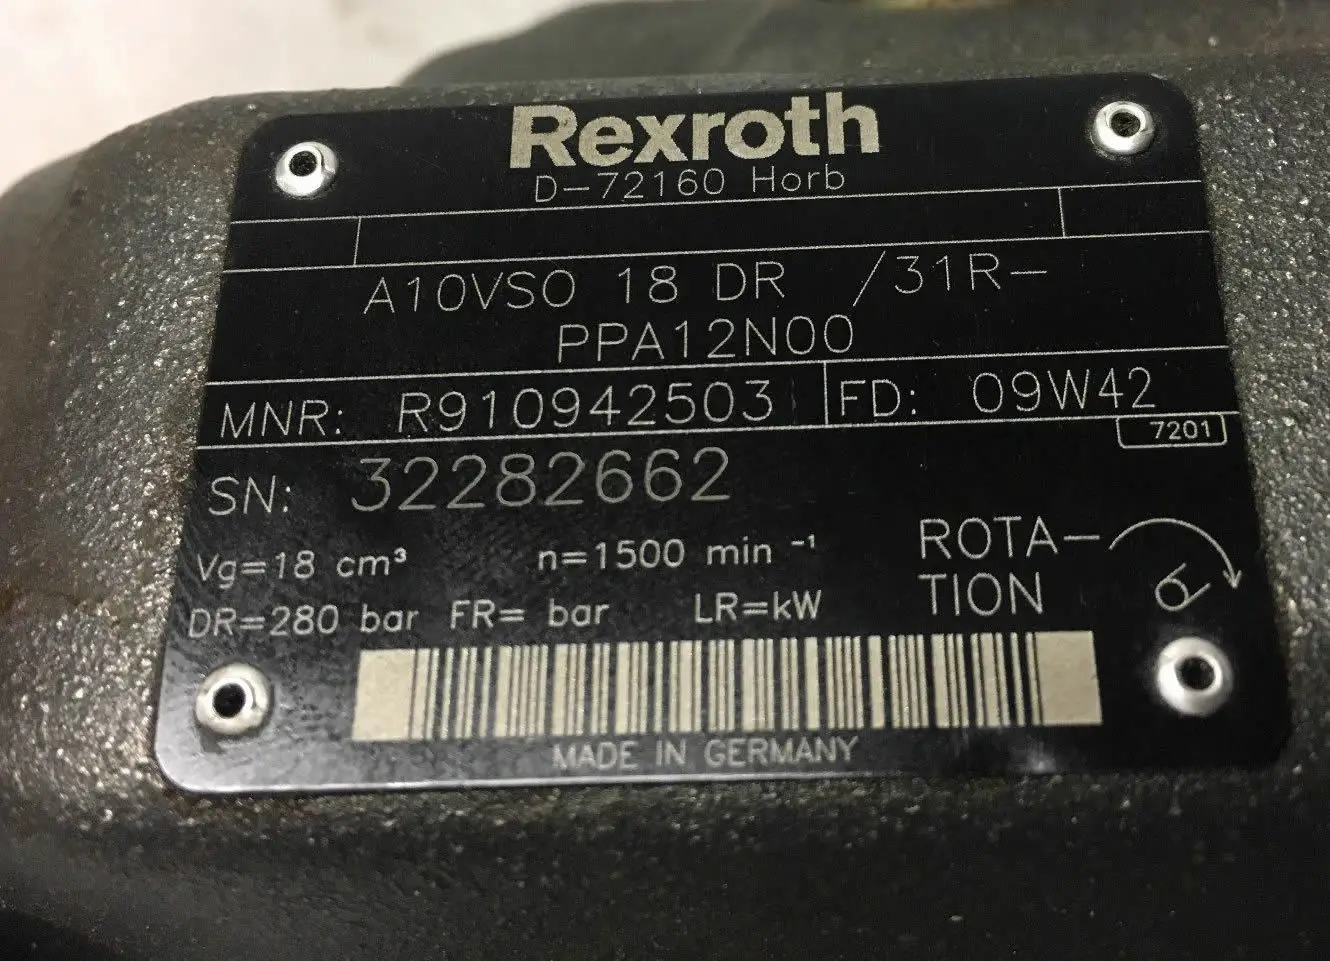 Rexroth
D-72160 Horb
A10VSO 18 DR /31R-
PPA12N00
MNR: R910942503 FD: 09W42
7201
SN: 32282662
Vg=18 cm³ n=1500 min⁻¹
DR=280 bar FR= bar LR=kW
ROTA-
TION
MADE IN GERMANY